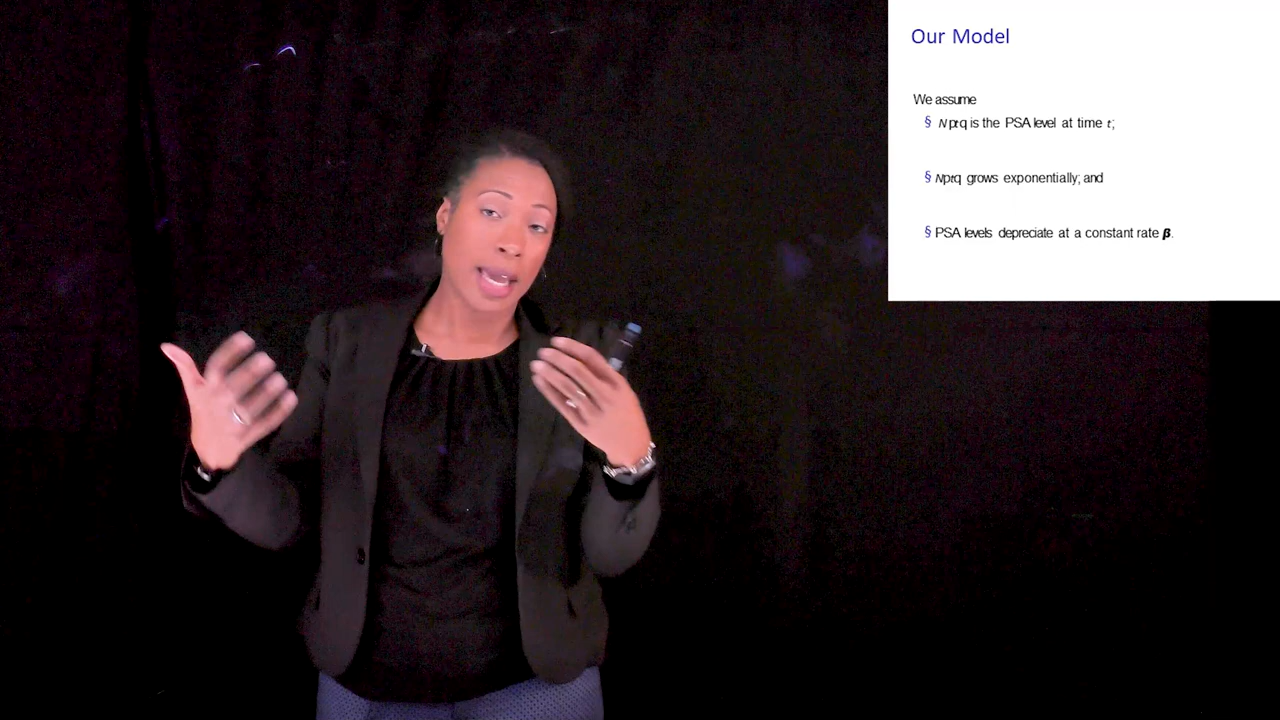 Our Model
We assume
§ Nptq is the PSA level at time t;
§ Nptq grows exponentially; and
§ PSA levels depreciate at a constant rate β.